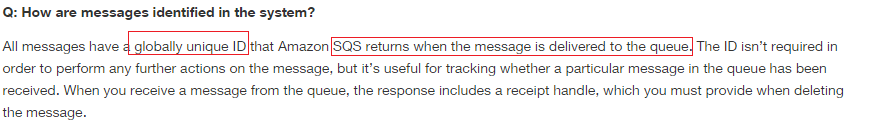 Q: How are messages identified in the system?
All messages have a globally unique ID that Amazon SQS returns when the message is delivered to the queue. The ID isn’t required in
order to perform any further actions on the message, but it’s useful for tracking whether a particular message in the queue has been
received. When you receive a message from the queue, the response includes a receipt handle, which you must provide when deleting
the message.